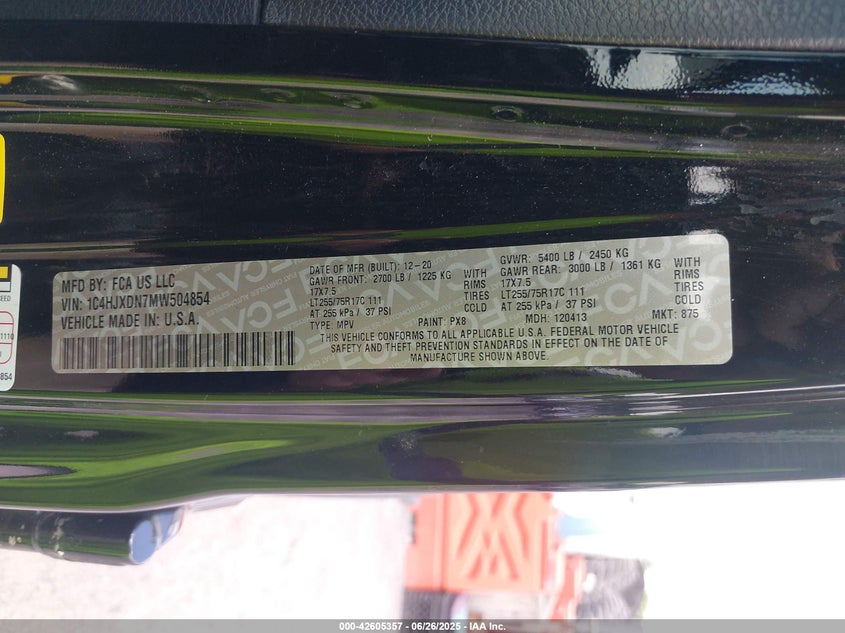 MFD BY: FCA US LLC
VIN: 1C4HJXDN7MW504854
VEHICLE MADE IN U.S.A.
DATE OF MFR (BUILT): 12-20
GAWR FRONT: 2700 LB / 1225 KG WITH
17X7.5 RIMS
LT255/75R17C 111 TIRES
AT 255 kPa / 37 PSI COLD
GVWR: 5400 LB / 2450 KG
GAWR REAR: 3000 LB / 1361 KG WITH
17X7.5 RIMS
LT255/75R17C 111 TIRES
AT 255 kPa / 37 PSI COLD
TYPE: MPV PAINT: PX8 MDH: 120413 MKT: 875
THIS VEHICLE CONFORMS TO ALL APPLICABLE U.S.A. FEDERAL MOTOR VEHICLE
SAFETY AND THEFT PREVENTION STANDARDS IN EFFECT ON THE DATE OF
MANUFACTURE SHOWN ABOVE.
FCA
EED
1110
4854
000-42605357 - 06/26/2025 - IAA Inc.